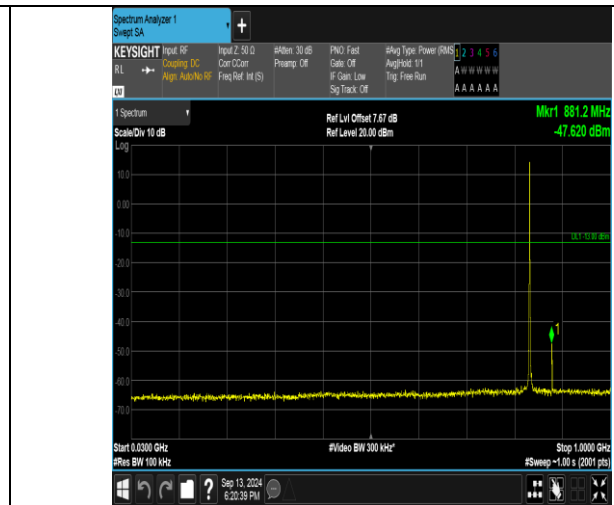 Spectrum Analyzer 1
Swept SA
+
KEYSIGHT
RL
LXI
Input: RF
Coupling: DC
Align: Auto/No RF
Input Z: 50 Ω
Corr CCorr
Freq Ref: Int (S)
#Atten: 30 dB
Preamp: Off
PNO: Fast
Gate: Off
IF Gain: Low
Sig Track: Off
#Avg Type: Power (RMS
Avg|Hold: 1/1
Trig: Free Run
1 2 3 4 5 6
A W W W W W
A A A A A A
1 Spectrum
Scale/Div 10 dB
Log
Ref Lvl Offset 7.67 dB
Ref Level 20.00 dBm
Mkr1 881.2 MHz
-47.620 dBm
10.0
0.00
-10.0
DL1 -13.00 dBm
-20.0
-30.0
-40.0
1
-50.0
-60.0
-70.0
Start 0.0300 GHz
#Res BW 100 kHz
#Video BW 300 kHz*
Stop 1.0000 GHz
#Sweep ~1.00 s (2001 pts)
?
Sep 13, 2024
6:20:39 PM